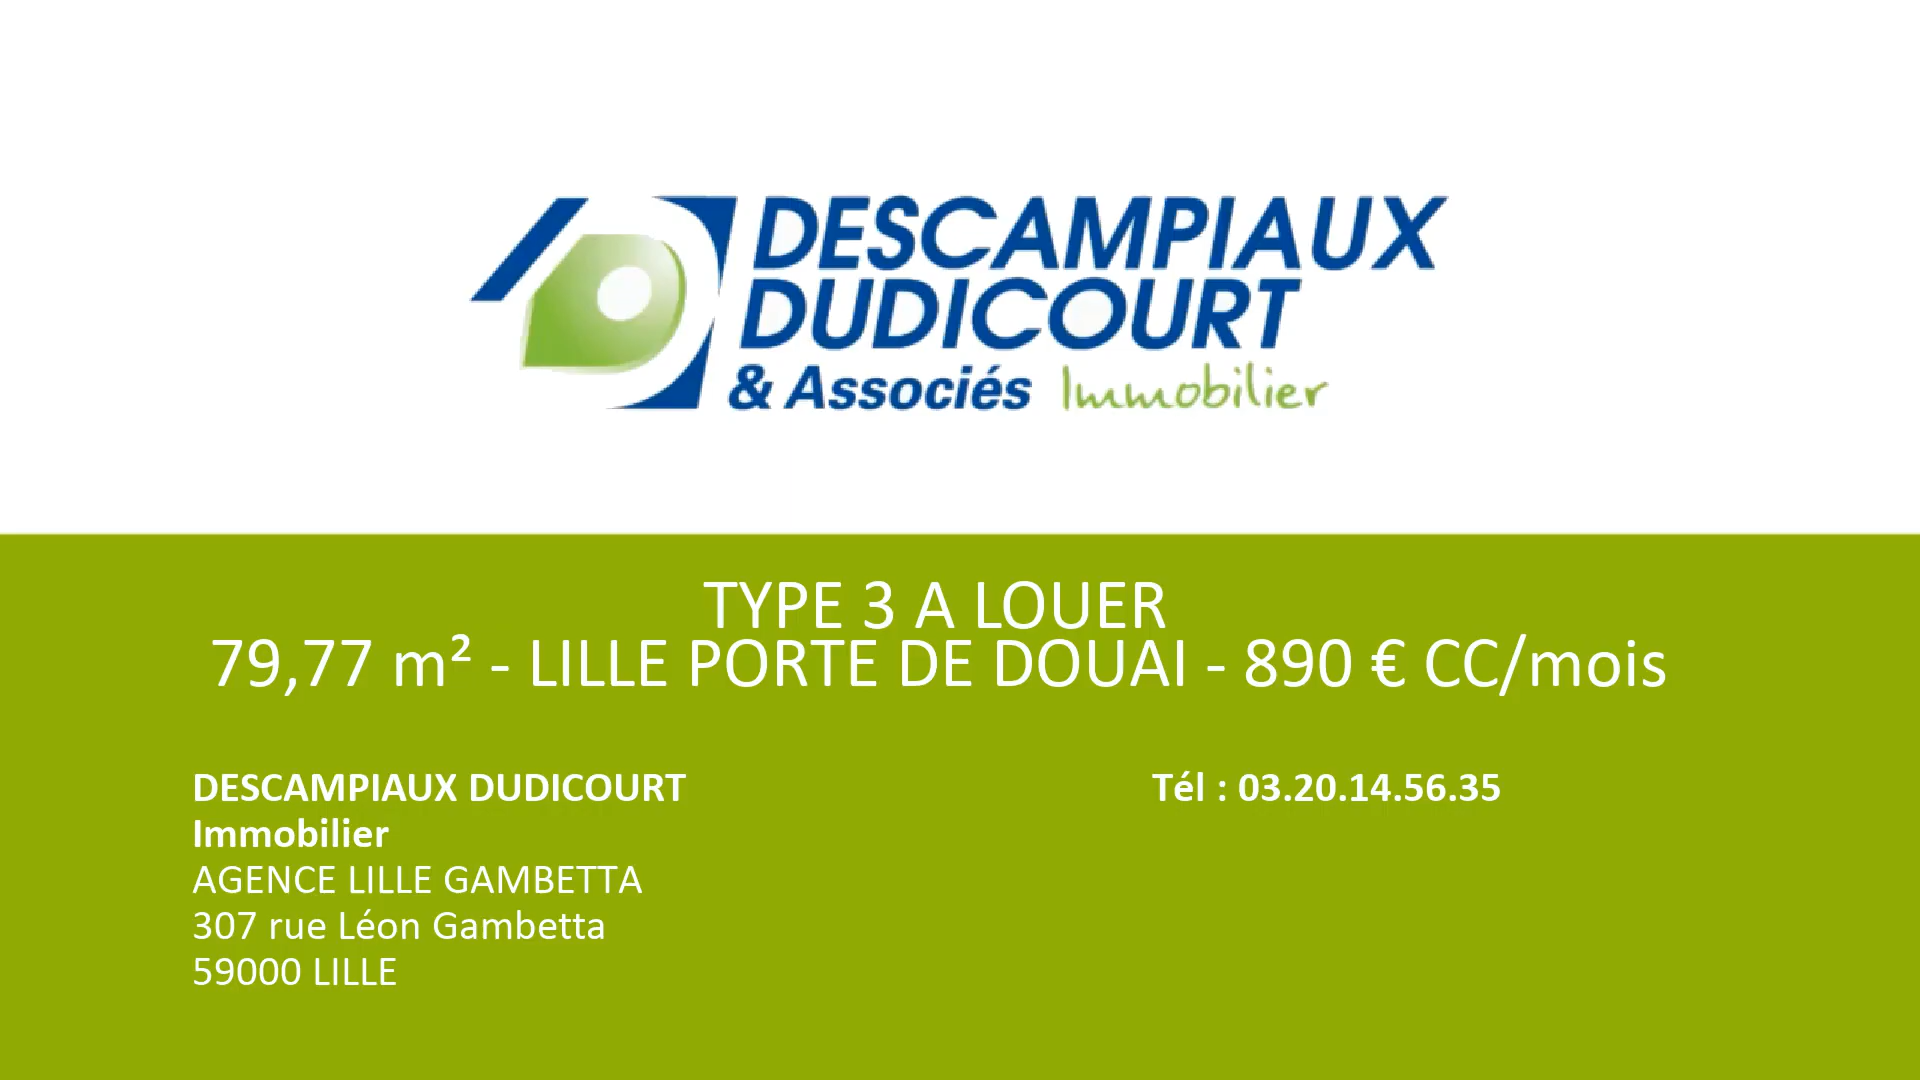 DESCAMPIAUX
DUDICOURT
& Associés Immobilier
TYPE 3 A LOUER
79,77 m² - LILLE PORTE DE DOUAI - 890 € CC/mois
DESCAMPIAUX DUDICOURT
Immobilier
AGENCE LILLE GAMBETTA
307 rue Léon Gambetta
59000 LILLE
Tél : 03.20.14.56.35